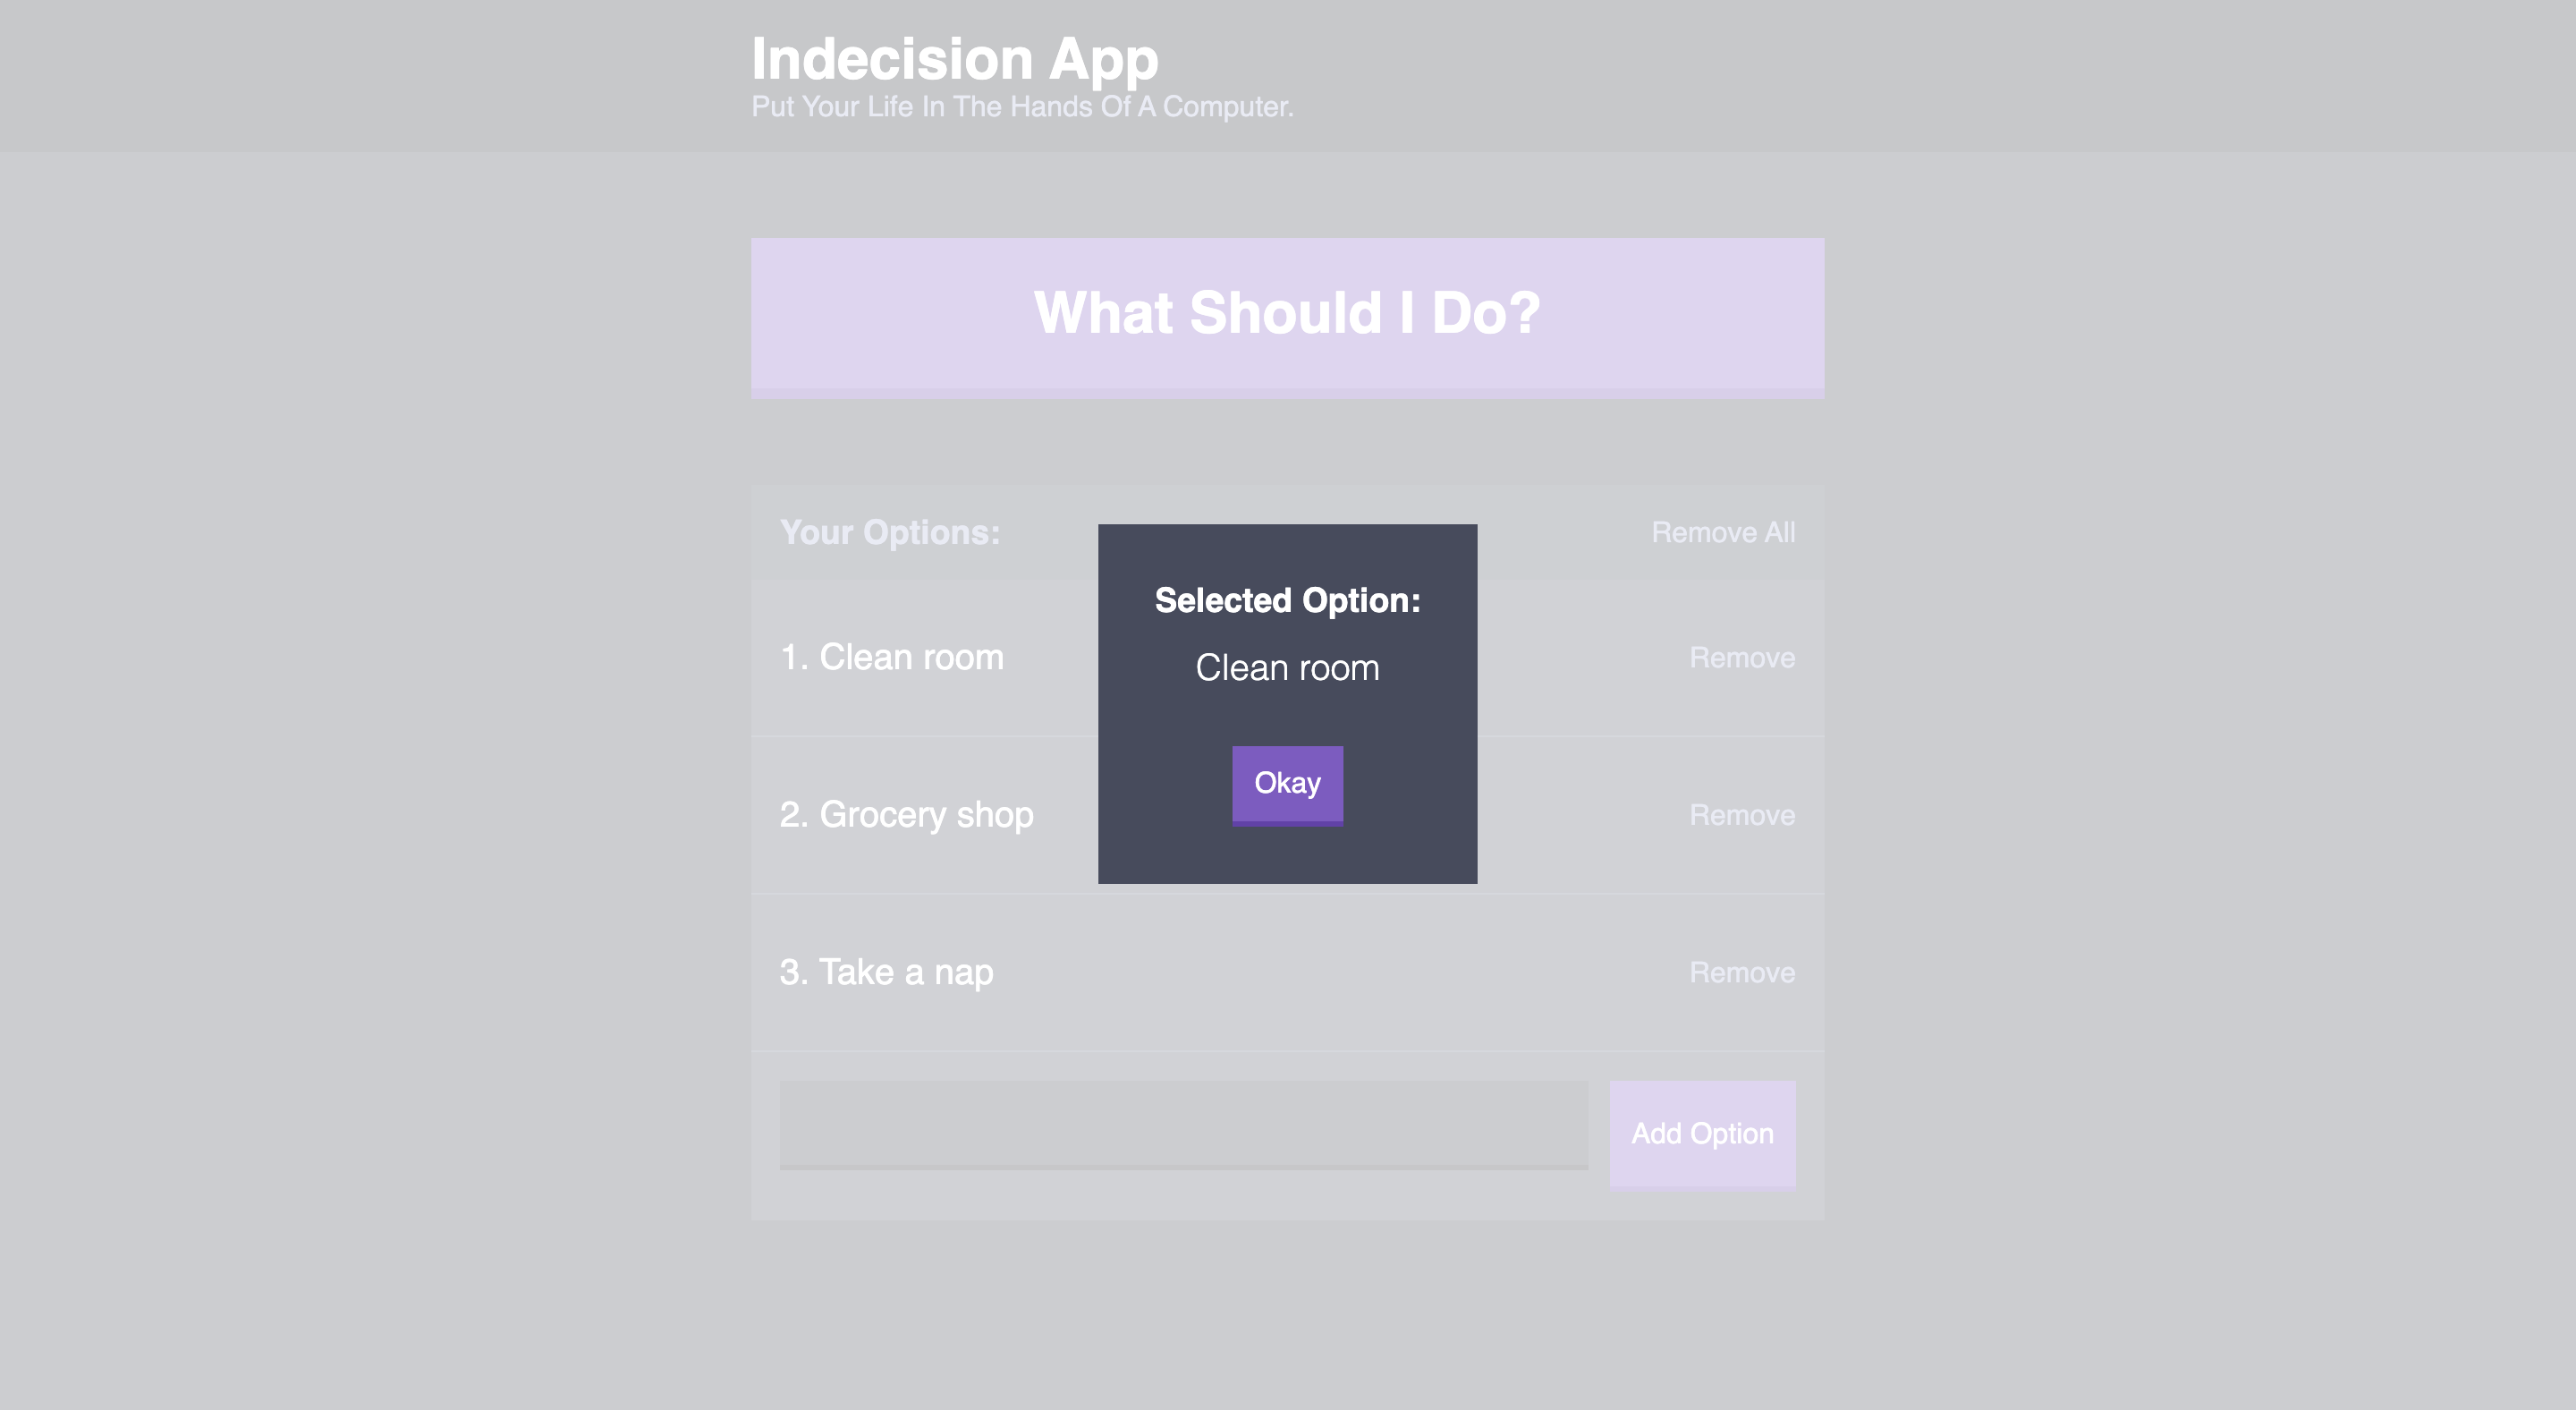 Indecision App
Put Your Life In The Hands Of A Computer.
What Should I Do?
Your Options:
Remove All
Selected Option:
Clean room
Okay
1. Clean room
Remove
2. Grocery shop
Remove
3. Take a nap
Remove
Add Option